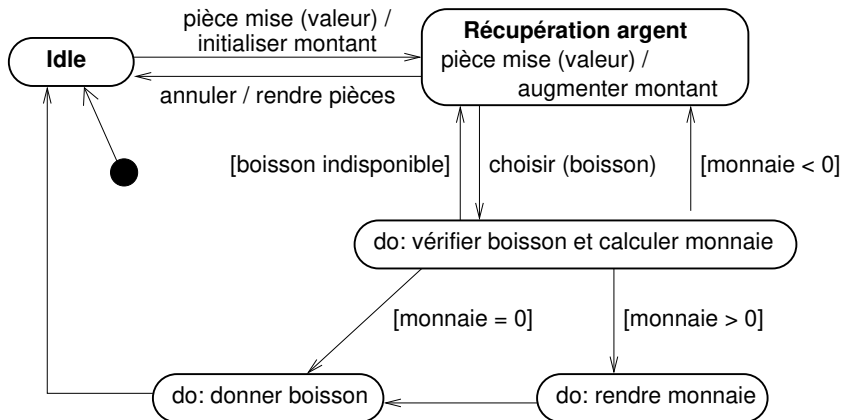 pièce mise (valeur) /
initialiser montant
Idle
annuler / rendre pièces
Récupération argent
pièce mise (valeur) /
augmenter montant
[boisson indisponible]
choisir (boisson)
[monnaie < 0]
do: vérifier boisson et calculer monnaie
[monnaie = 0]
[monnaie > 0]
do: donner boisson
do: rendre monnaie